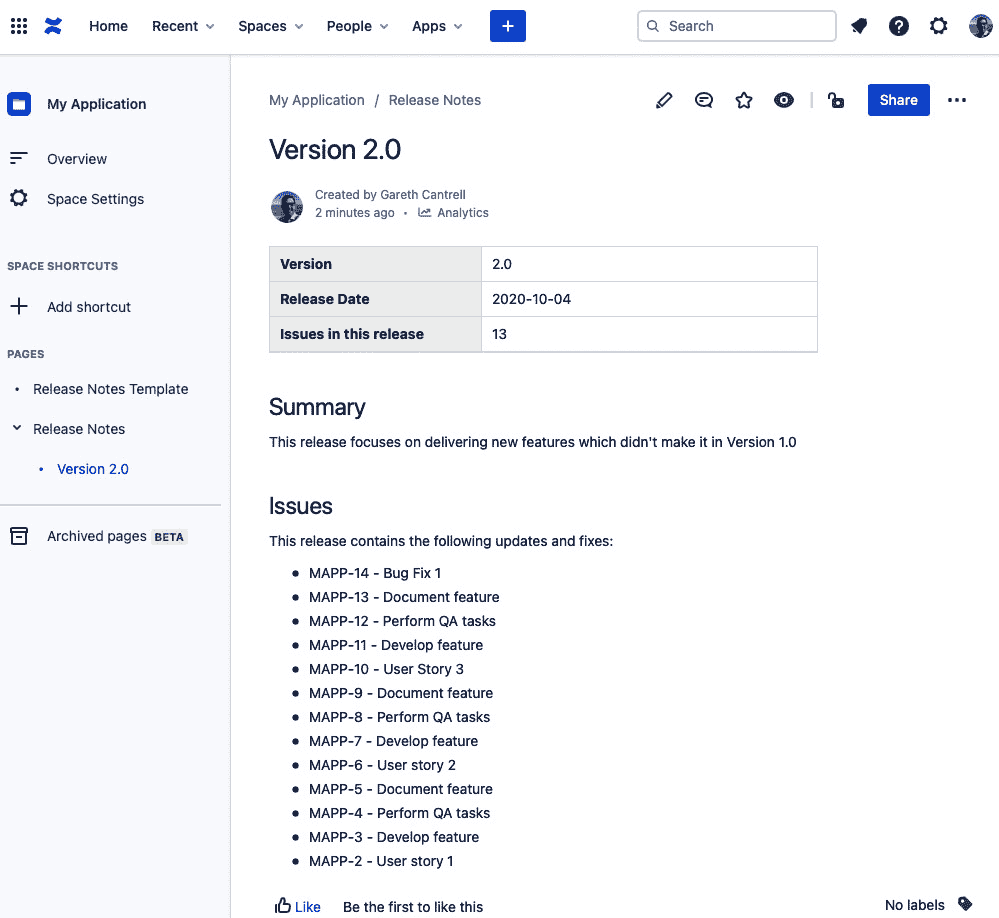 Home Recent Spaces People Apps + Search
My Application
Overview
Space Settings
SPACE SHORTCUTS
Add shortcut
PAGES
Release Notes Template
Release Notes
Version 2.0
Archived pages BETA
My Application / Release Notes
Share
Version 2.0
Created by Gareth Cantrell
2 minutes ago • Analytics
Version 2.0
Release Date 2020-10-04
Issues in this release 13
Summary
This release focuses on delivering new features which didn't make it in Version 1.0
Issues
This release contains the following updates and fixes:
• MAPP-14 - Bug Fix 1
• MAPP-13 - Document feature
• MAPP-12 - Perform QA tasks
• MAPP-11 - Develop feature
• MAPP-10 - User Story 3
• MAPP-9 - Document feature
• MAPP-8 - Perform QA tasks
• MAPP-7 - Develop feature
• MAPP-6 - User story 2
• MAPP-5 - Document feature
• MAPP-4 - Perform QA tasks
• MAPP-3 - Develop feature
• MAPP-2 - User story 1
Like Be the first to like this No labels